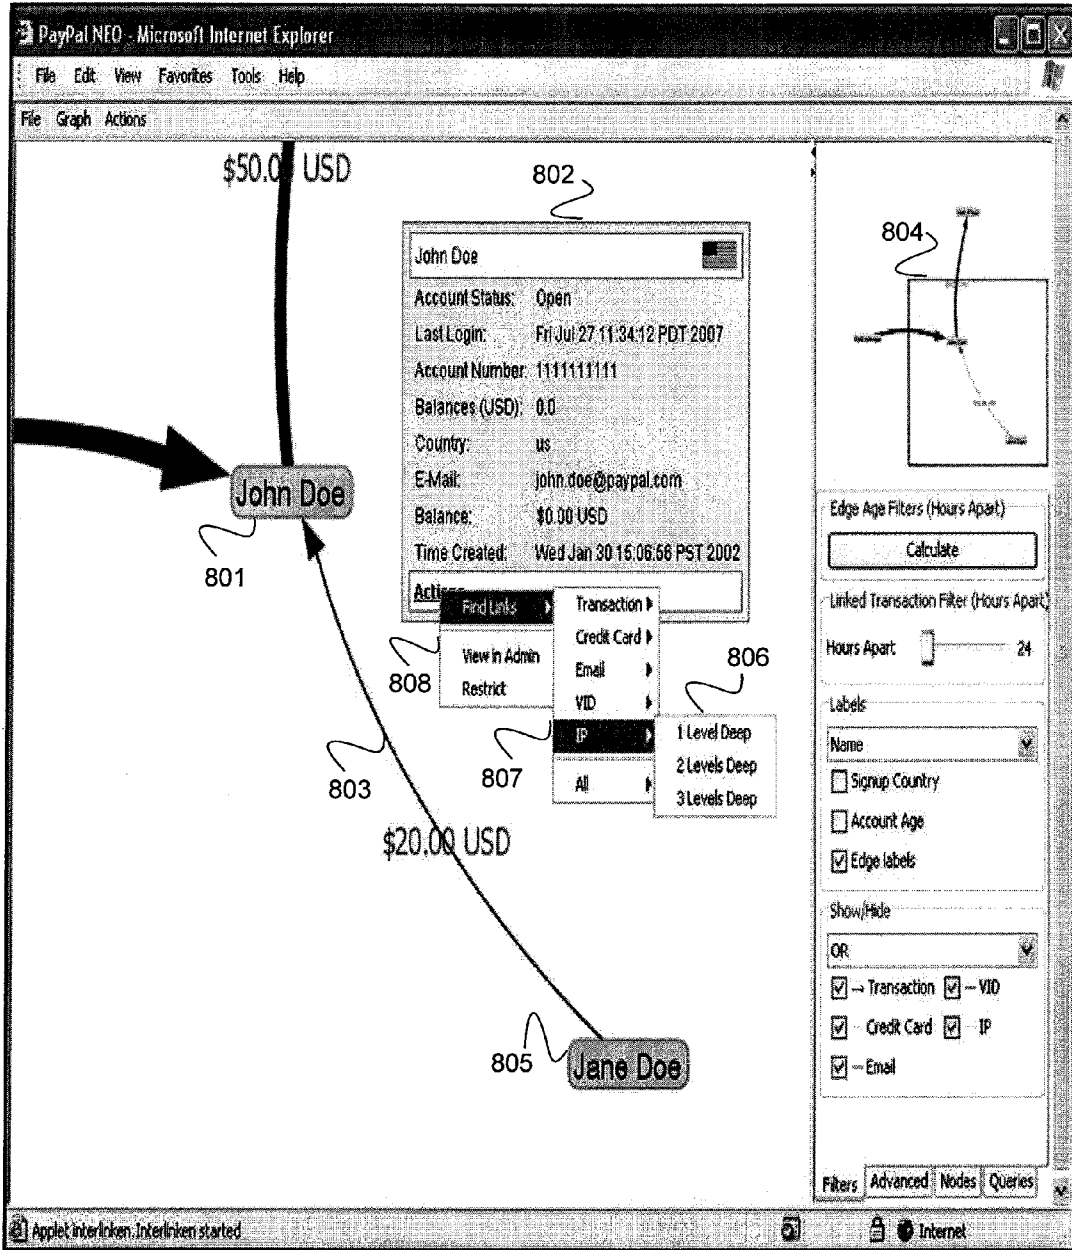 PayPal NEO - Microsoft Internet Explorer
File Edit View Favorites Tools Help
File Graph Actions
$50.00 USD
802
John Doe
Account Status: Open
Last Login: Fri Jul 27 11:34:12 PDT 2007
Account Number: 1111111111
Balances (USD): 0.0
Country: us
E-Mail: john.doe@paypal.com
Balance: $0.00 USD
Time Created: Wed Jan 30 15:06:56 PST 2002
Actions
Find Links
View in Admin
Restrict
808
Transaction
Credit Card
Email
VID
IP
All
807
806
1 Level Deep
2 Levels Deep
3 Levels Deep
John Doe
801
803
$20.00 USD
805
Jane Doe
804
Edge Age Filters (Hours Apart)
Calculate
Linked Transaction Filter (Hours Apart)
Hours Apart 24
Labels
Name
Signup Country
Account Age
Edge labels
Show/Hide
OR
→ Transaction — VID
Credit Card — IP
— Email
Filters Advanced Nodes Queries
Applet interlinken.Interlinken started
Internet